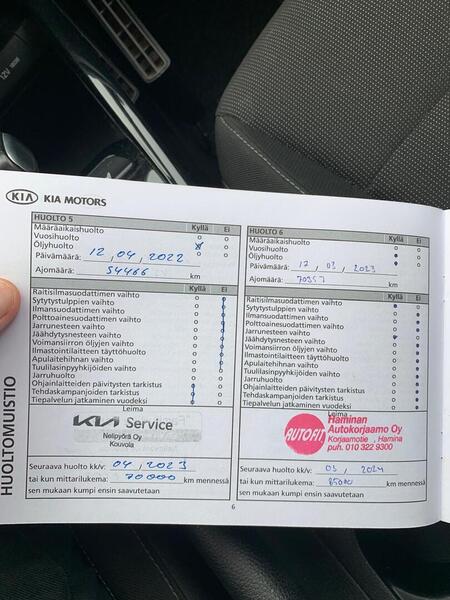 12V
KIA KIA MOTORS
HUOLTOMUISTIO
HUOLTO 5 Kyllä Ei
Määräaikaishuolto
Vuosihuolto
Öljyhuolto
Päivämäärä: 12, 04, 2022
Ajomäärä: 54466 km
Kyllä Ei
Raitisilmasuodattimen vaihto
Sytytystulppien vaihto
Ilmansuodattimen vaihto
Polttoainesuodattimen vaihto
Jarrunesteen vaihto
Jäähdytysnesteen vaihto
Voimansiirron öljyjen vaihto
Ilmastointilaitteen täyttöhuolto
Apulaitehihnan vaihto
Tuulilasinpyyhkijöiden vaihto
Jarruhuolto
Ohjainlaitteiden päivitysten tarkistus
Tehdaskampanjoiden tarkistus
Tiepalvelun jatkaminen vuodeksi
Leima
KIA Service
Nelipyörä Oy
Kouvola
Seuraava huolto kk/v: 04, 2023
tai kun mittarilukema: 70000 km mennessä
sen mukaan kumpi ensin saavutetaan
HUOLTO 6 Kyllä Ei
Määräaikaishuolto
Vuosihuolto
Öljyhuolto
Päivämäärä: 17, 03, 2023
Ajomäärä: 70357 km
Kyllä Ei
Raitisilmasuodattimen vaihto
Sytytystulppien vaihto
Ilmansuodattimen vaihto
Polttoainesuodattimen vaihto
Jarrunesteen vaihto
Jäähdytysnesteen vaihto
Voimansiirron öljyjen vaihto
Ilmastointilaitteen täyttöhuolto
Apulaitehihnan vaihto
Tuulilasinpyyhkijöiden vaihto
Jarruhuolto
Ohjainlaitteiden päivitysten tarkistus
Tehdaskampanjoiden tarkistus
Tiepalvelun jatkaminen vuodeksi
Leima
AUTOFIT
Haminan
Autokorjaamo Oy
Korjaamotie , Hamina
puh. 010 322 9300
Seuraava huolto kk/v: 03, 2024
tai kun mittarilukema: 85000 km mennessä
sen mukaan kumpi ensin saavutetaan
6